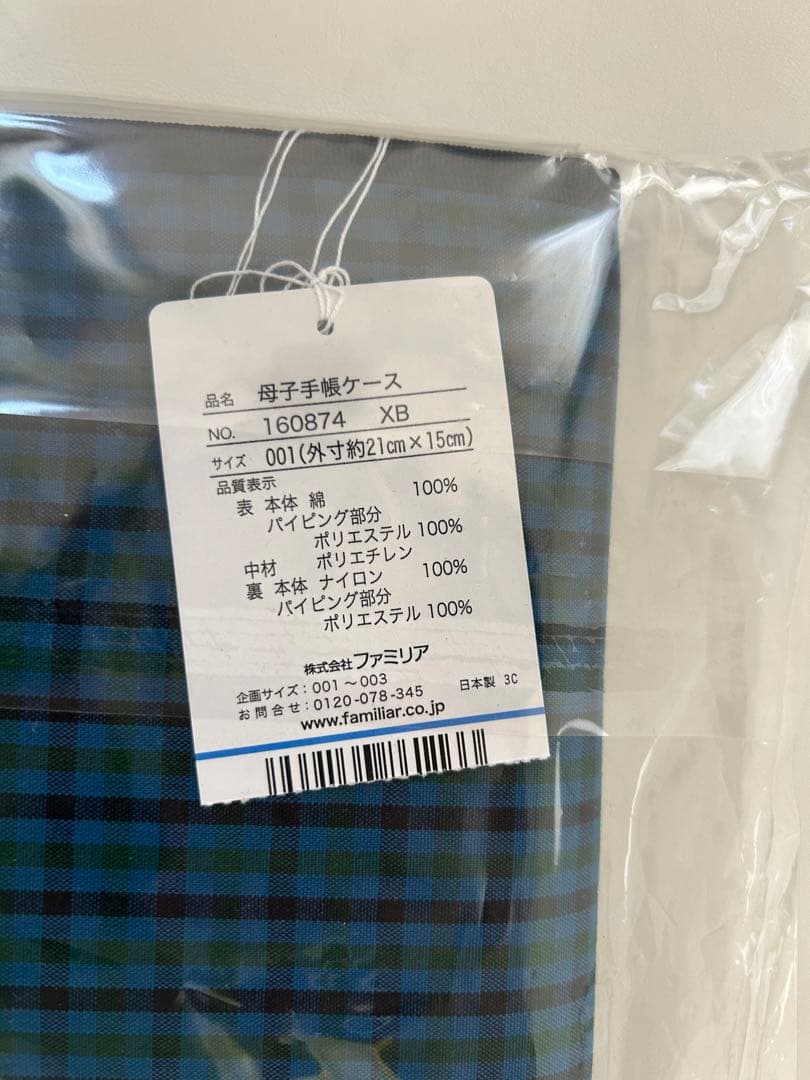 品名 母子手帳ケース
NO. 160874 XB
サイズ 001(外寸約21cm×15cm)
品質表示
表 本体 綿 100%
パイピング部分
ポリエステル 100%
中材 ポリエチレン
裏 本体 ナイロン 100%
パイピング部分
ポリエステル 100%
株式会社ファミリア
企画サイズ:001~003
お問合せ:0120-078-345 日本製 3C
www.familiar.co.jp